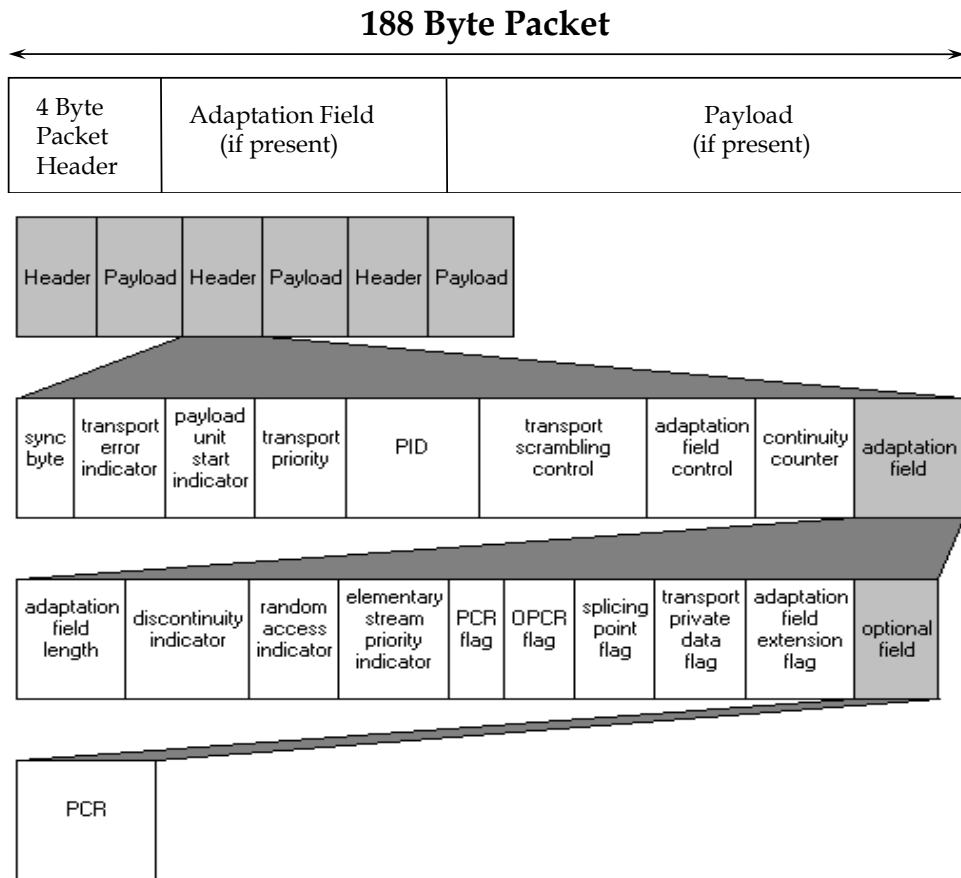 188 Byte Packet
4 Byte
Packet
Header
Adaptation Field
(if present)
Payload
(if present)
Header
Payload
Header
Payload
Header
Payload
sync
byte
transport
error
indicator
payload
unit
start
indicator
transport
priority
PID
transport
scrambling
control
adaptation
field
control
continuity
counter
adaptation
field
adaptation
field
length
discontinuity
indicator
random
access
indicator
elementary
stream
priority
indicator
PCR
flag
OPCR
flag
splicing
point
flag
transport
private
data
flag
adaptation
field
extension
flag
optional
field
PCR